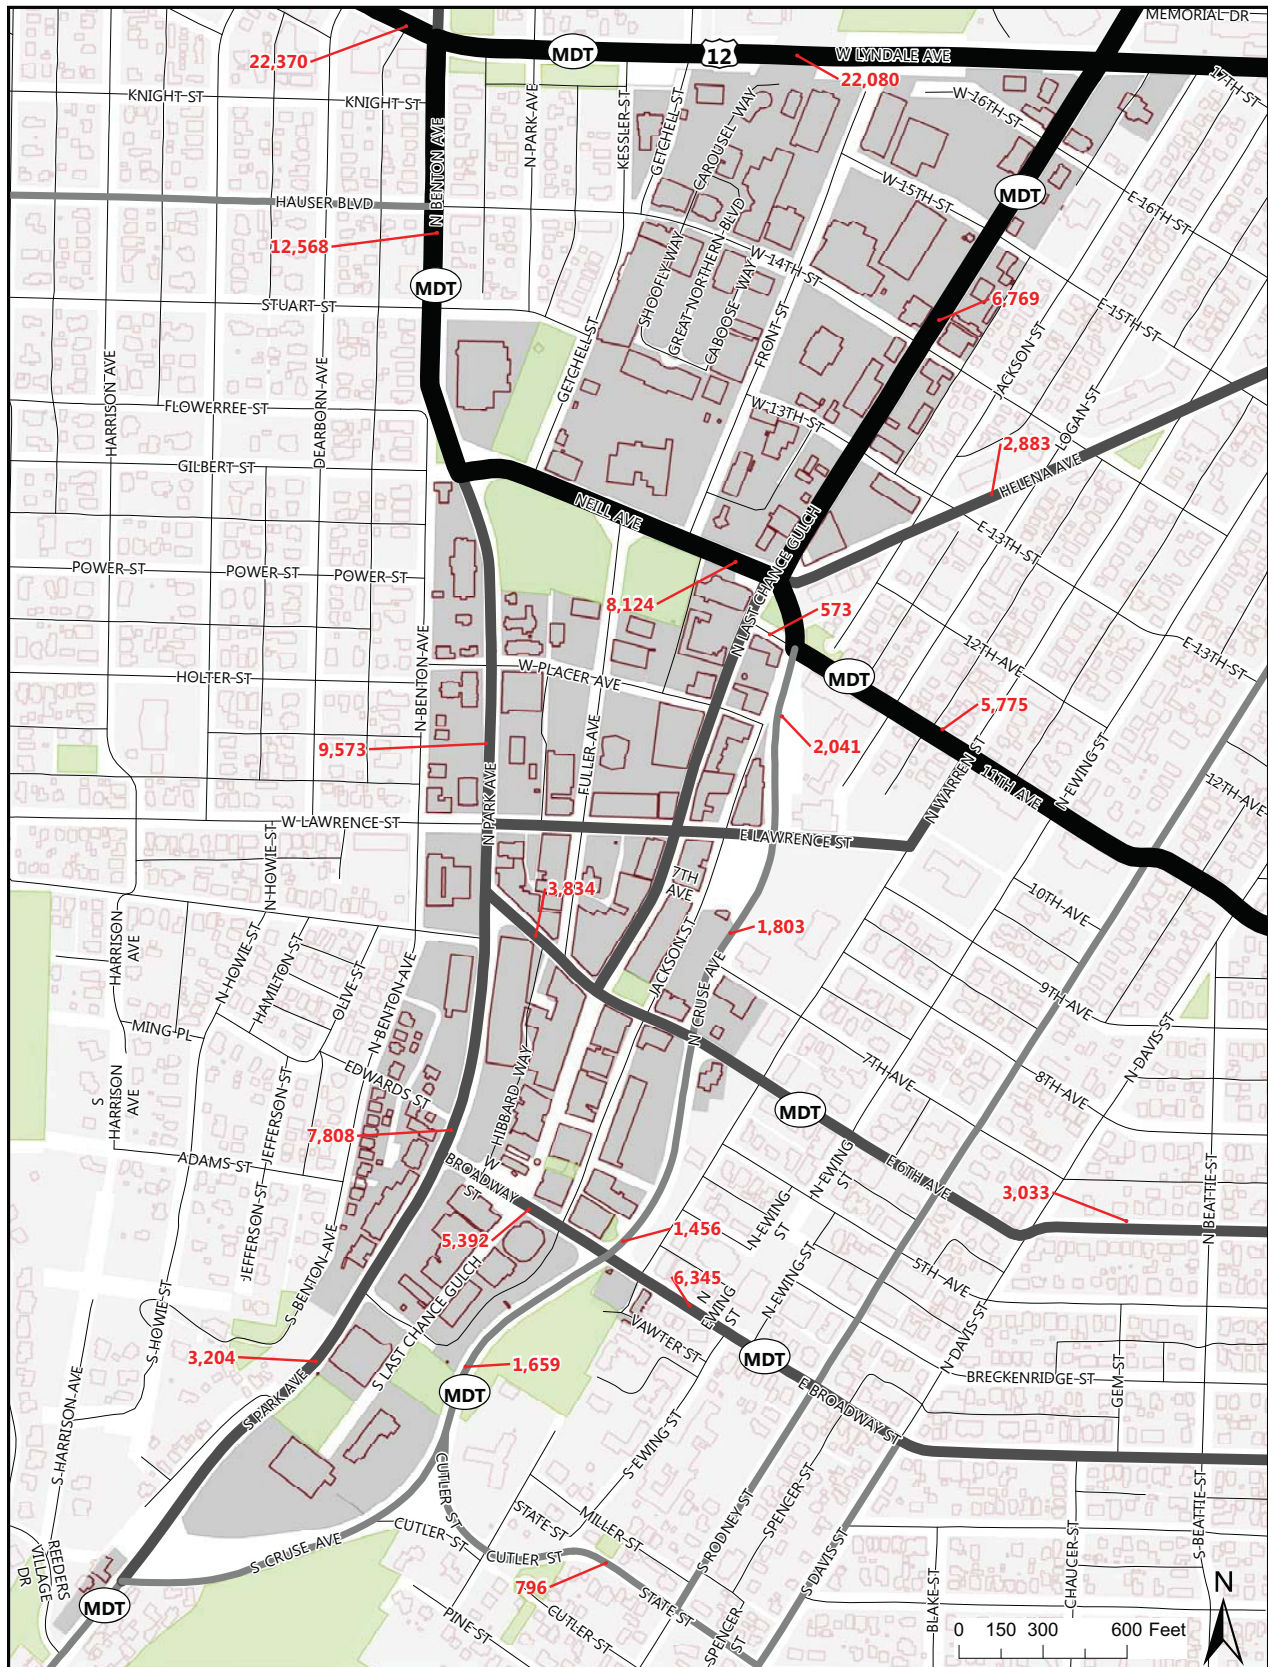 MEMORIAL DR
22,370
MDT
12
W LYNDALE AVE
22,080
17TH ST
KNIGHT ST
KNIGHT ST
N BENTON AVE
N PARK AVE
KESSLER ST
GETCHELL ST
CAROUSEL WAY
W 16TH ST
W 15TH ST
MDT
E 16TH ST
HAUSER BLVD
12,568
MDT
STUART ST
SHOOFLY WAY
GREAT NORTHERN BLVD
CABOOSE WAY
W 14TH ST
FRONT ST
6,769
E 15TH ST
GETCHELL ST
HARRISON AVE
DEARBORN AVE
JACKSON ST
LOGAN ST
FLOWERREE ST
W 13TH ST
2,883
HELENA AVE
GILBERT ST
NEILL AVE
N LAST CHANCE GULCH
E 13TH ST
POWER ST
POWER ST
POWER ST
8,124
573
12TH AVE
E 13TH ST
N BENTON AVE
HOLTER ST
W PLACER AVE
MDT
5,775
9,573
FULLER AVE
2,041
N WARREN ST
11TH AVE
N EWING ST
12TH AVE
N PARK AVE
W LAWRENCE ST
E LAWRENCE ST
N HOWIE ST
3,834
7TH
AVE
10TH AVE
1,803
HARRISON
AVE
N HOWIE ST
HAMILTON ST
OLIVE ST
N BENTON AVE
JACKSON ST
N CRUSE AVE
9TH AVE
MING PL
EDWARDS ST
HIBBARD WAY
7TH AVE
8TH AVE
N DAVIS ST
S
HARRISON
AVE
JEFFERSON ST
7,808
MDT
ADAMS ST
W
BROADWAY
ST
N EWING
ST
E 6TH AVE
3,033
N BEATTIE ST
JEFFERSON ST
S BENTON AVE
5,392
1,456
N EWING
ST
N EWING ST
5TH AVE
6,345
N
EWING
ST
S HOWIE ST
S LAST CHANCE GULCH
VAWTER ST
N DAVIS ST
3,204
1,659
MDT
MDT
BRECKENRIDGE ST
GEM ST
S HARRISON AVE
S PARK AVE
E BROADWAY ST
S EWING ST
CUTLER ST
STATE ST
MILLER ST
S RODNEY ST
SPENCER ST
S DAVIS ST
CHAUCER ST
S BEATTIE ST
CUTLER ST
S CRUSE AVE
CUTLER ST
796
STATE ST
REEDERS
VILLAGE
DR
MDT
PINE ST
CUTLER ST
SPENCER
ST
BLAKE ST
N
0 150 300 600 Feet